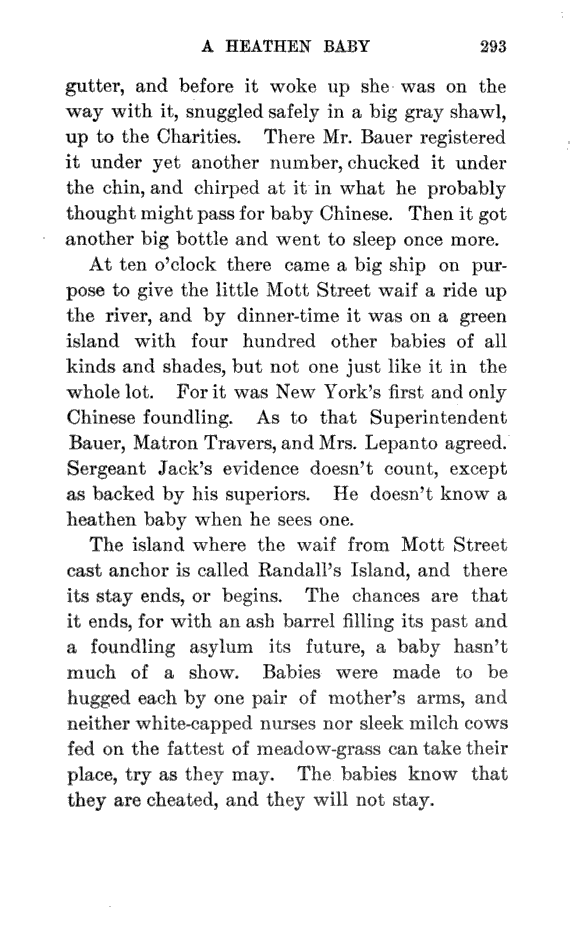 A HEATHEN BABY 293
gutter, and before it woke up she was on the
way with it, snuggled safely in a big gray shawl,
up to the Charities. There Mr. Bauer registered
it under yet another number, chucked it under
the chin, and chirped at it in what he probably
thought might pass for baby Chinese. Then it got
another big bottle and went to sleep once more.
At ten o'clock there came a big ship on pur-
pose to give the little Mott Street waif a ride up
the river, and by dinner-time it was on a green
island with four hundred other babies of all
kinds and shades, but not one just like it in the
whole lot. For it was New York's first and only
Chinese foundling. As to that Superintendent
Bauer, Matron Travers, and Mrs. Lepanto agreed.
Sergeant Jack's evidence doesn't count, except
as backed by his superiors. He doesn't know a
heathen baby when he sees one.
The island where the waif from Mott Street
cast anchor is called Randall's Island, and there
its stay ends, or begins. The chances are that
it ends, for with an ash barrel filling its past and
a foundling asylum its future, a baby hasn't
much of a show. Babies were made to be
hugged each by one pair of mother's arms, and
neither white-capped nurses nor sleek milch cows
fed on the fattest of meadow-grass can take their
place, try as they may. The babies know that
they are cheated, and they will not stay.